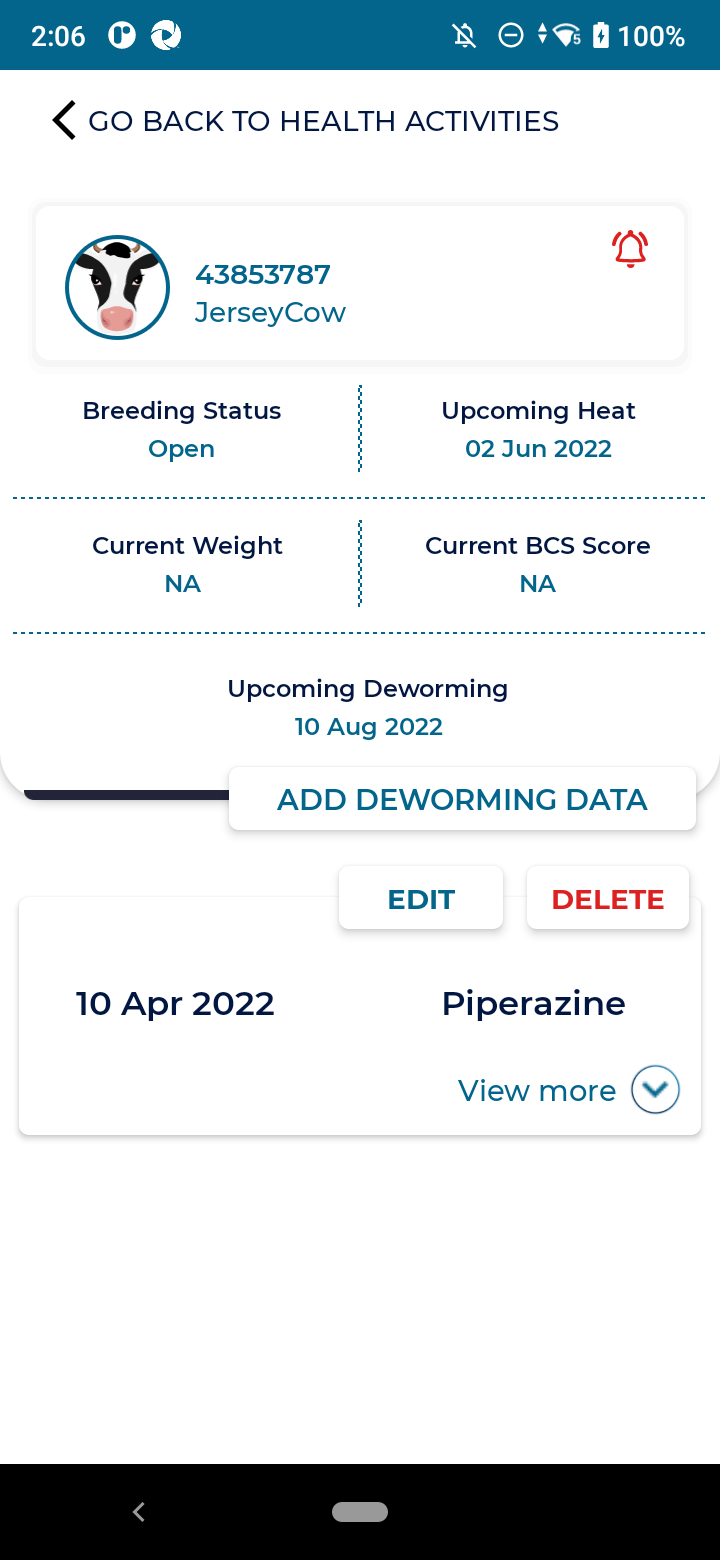 2:06
5
100%
GO BACK TO HEALTH ACTIVITIES
43853787
JerseyCow
Breeding Status
Open
Upcoming Heat
02 Jun 2022
Current Weight
NA
Current BCS Score
NA
Upcoming Deworming
10 Aug 2022
ADD DEWORMING DATA
EDIT
DELETE
10 Apr 2022
Piperazine
View more